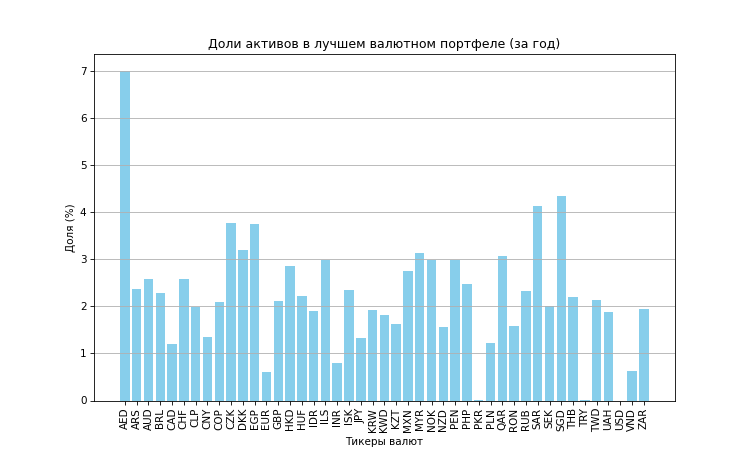 Доли активов в лучшем валютном портфеле (за год)
Доля (%)
7
6
5
4
3
2
1
0
AED ARS AUD BRL CAD CHF CLP CNY COP CZK DKK EGP EUR GBP HKD HUF IDR ILS INR ISK JPY KRW KWD KZT MXN MYR NOK NZD PEN PHP PKR PLN QAR RON RUB SAR SEK SGD THB TRY TWD UAH USD VND ZAR
Тикеры валют